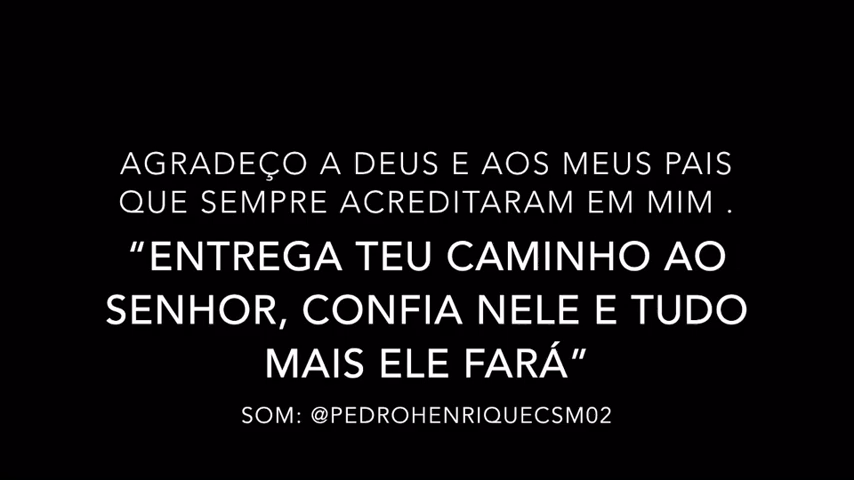 AGRADEÇO A DEUS E AOS MEUS PAIS
QUE SEMPRE ACREDITARAM EM MIM .
“ENTREGA TEU CAMINHO AO
SENHOR, CONFIA NELE E TUDO
MAIS ELE FARÁ”
SOM: @PEDROHENRIQUECSM02